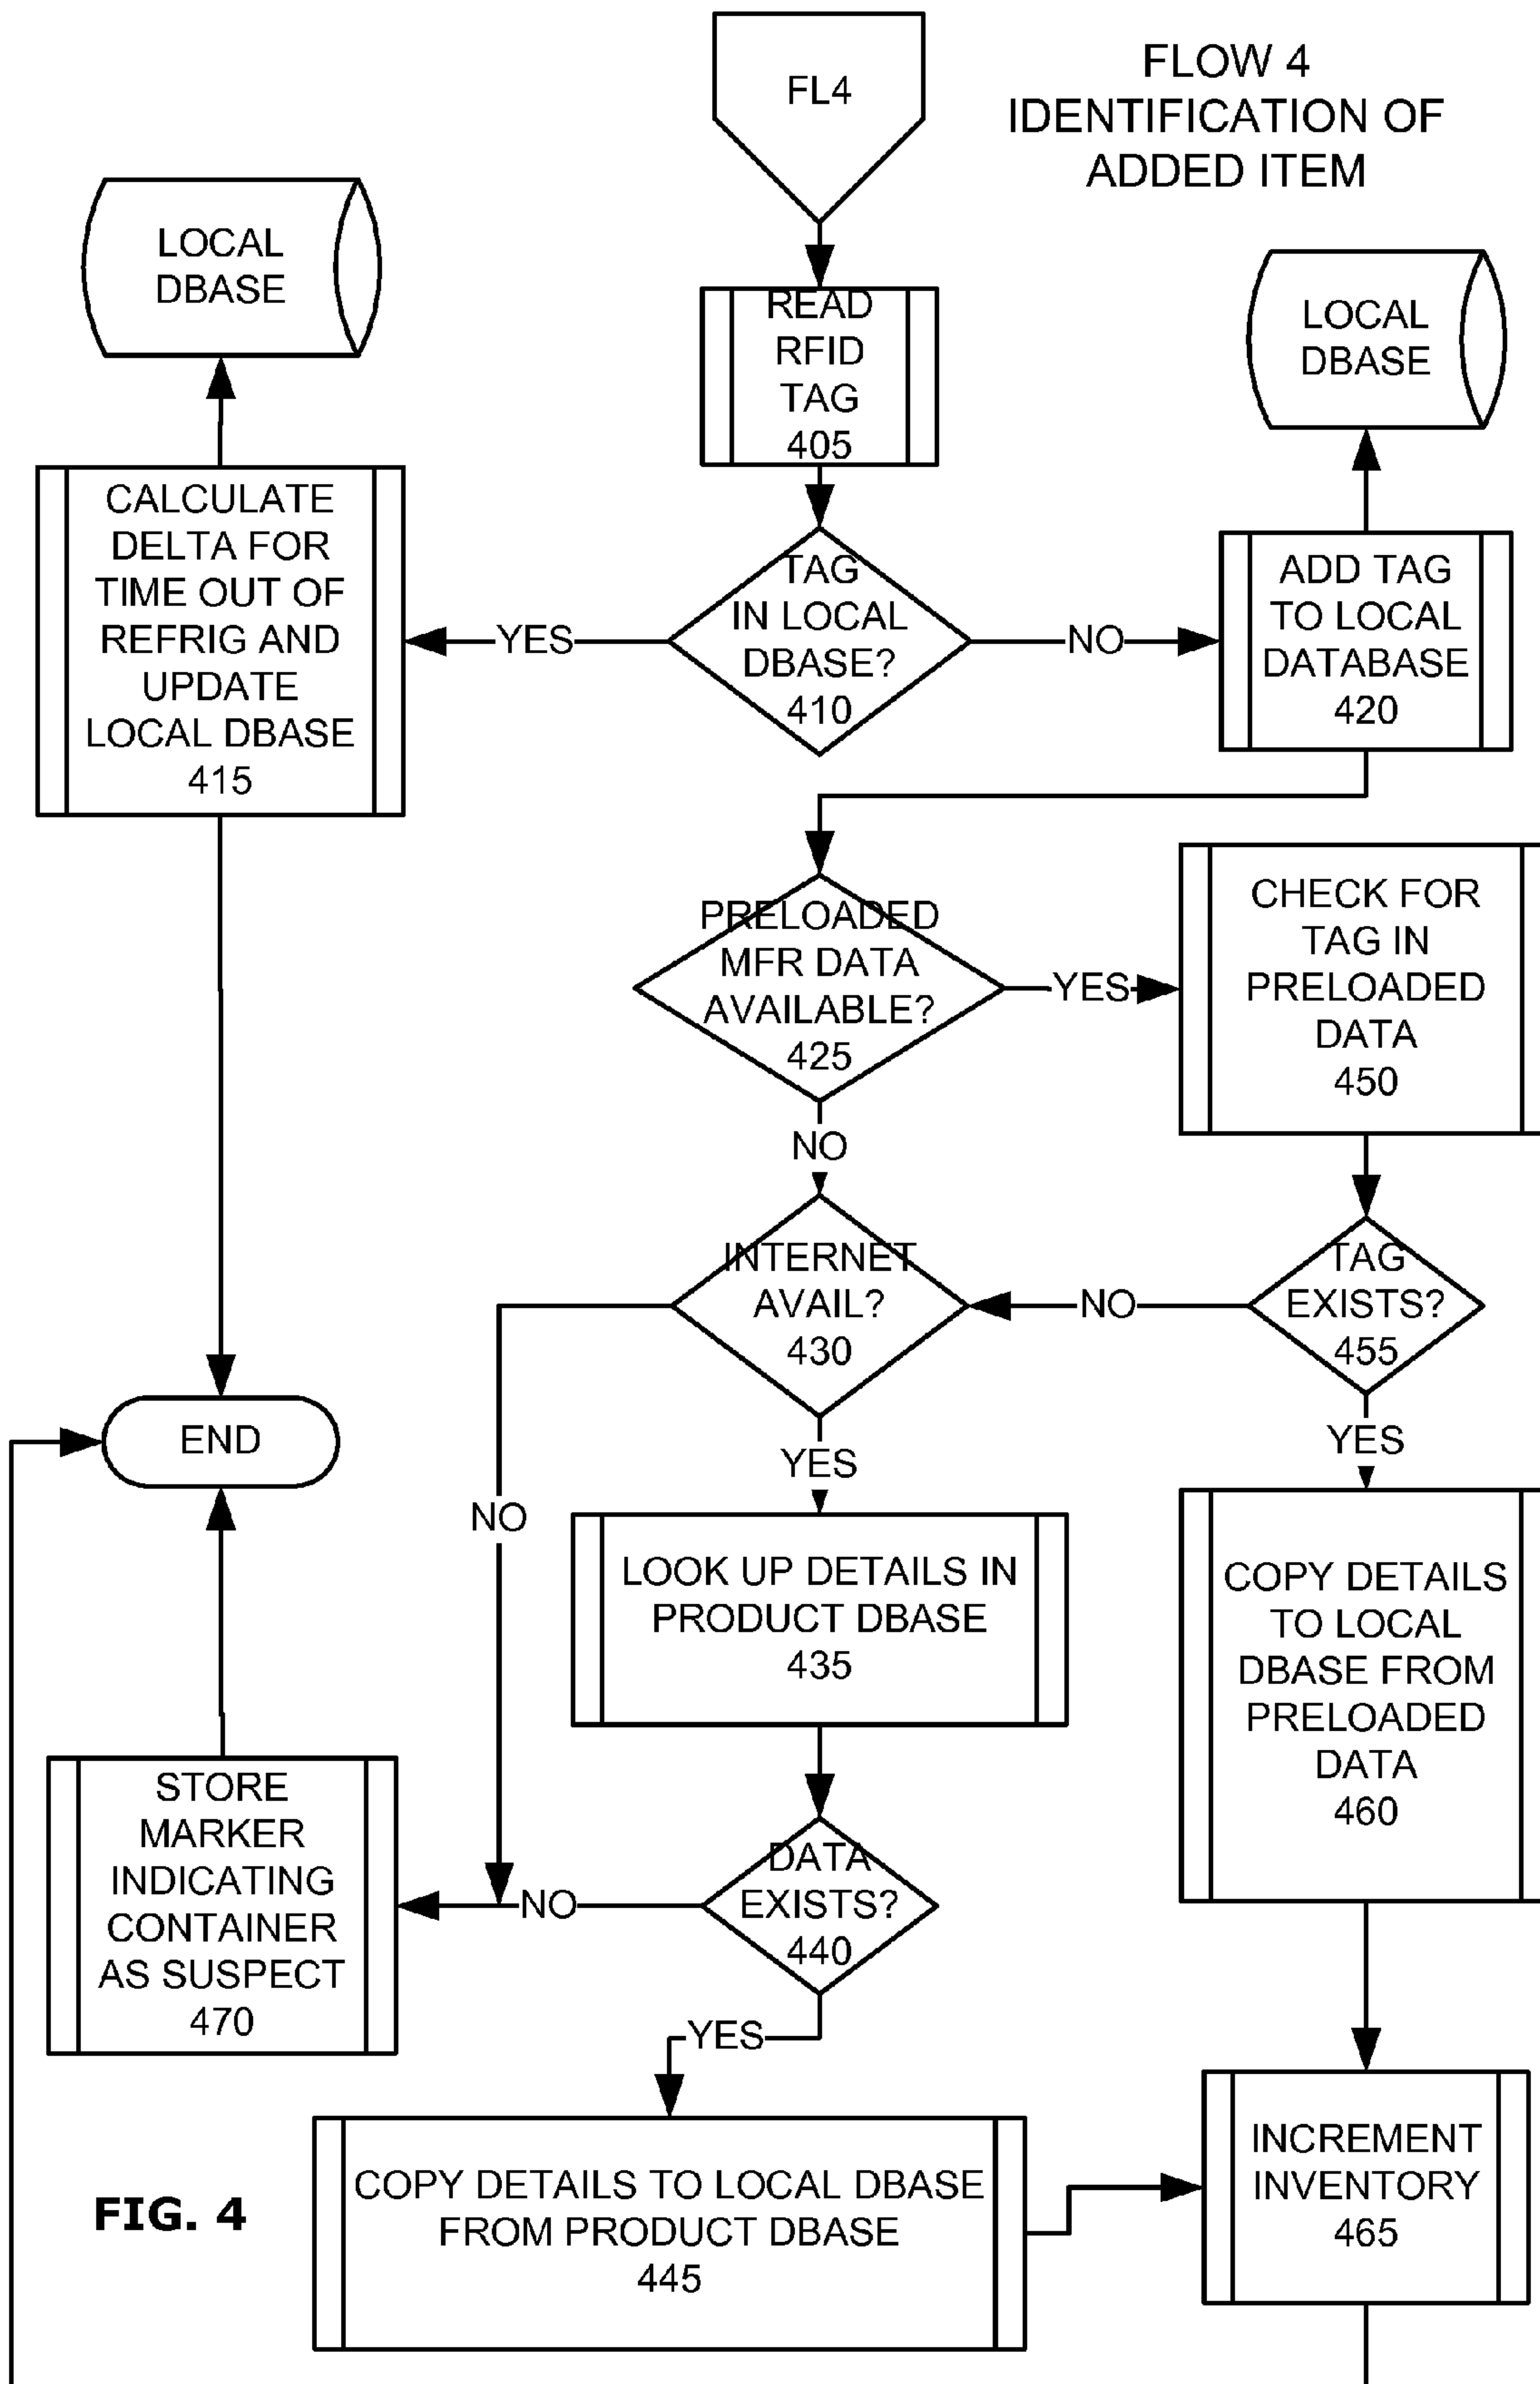 FL4
FLOW 4
IDENTIFICATION OF
ADDED ITEM
LOCAL
DBASE
READ
RFID
TAG
405
LOCAL
DBASE
CALCULATE
DELTA FOR
TIME OUT OF
REFRIG AND
UPDATE
LOCAL DBASE
415
YES
TAG
IN LOCAL
DBASE?
410
NO
ADD TAG
TO LOCAL
DATABASE
420
PRELOADED
MFR DATA
AVAILABLE?
425
YES
CHECK FOR
TAG IN
PRELOADED
DATA
450
NO
INTERNET
AVAIL?
430
NO
TAG
EXISTS?
455
END
YES
YES
NO
LOOK UP DETAILS IN
PRODUCT DBASE
435
COPY DETAILS
TO LOCAL
DBASE FROM
PRELOADED
DATA
460
STORE
MARKER
INDICATING
CONTAINER
AS SUSPECT
470
NO
DATA
EXISTS?
440
YES
COPY DETAILS TO LOCAL DBASE
FROM PRODUCT DBASE
445
INCREMENT
INVENTORY
465
FIG. 4